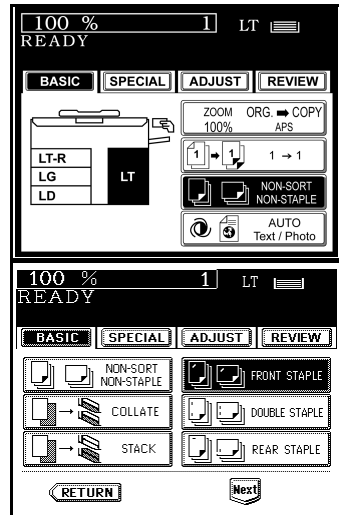 100 % 1 LT
READY
BASIC SPECIAL ADJUST REVIEW
ZOOM ORG. ➡ COPY
100% APS
1 ➡ 1 1 → 1
LT-R
LG
LD
LT
NON-SORT
NON-STAPLE
AUTO
Text / Photo
100 % 1 LT
READY
BASIC SPECIAL ADJUST REVIEW
NON-SORT
NON-STAPLE
FRONT STAPLE
COLLATE
DOUBLE STAPLE
STACK
REAR STAPLE
RETURN
Next